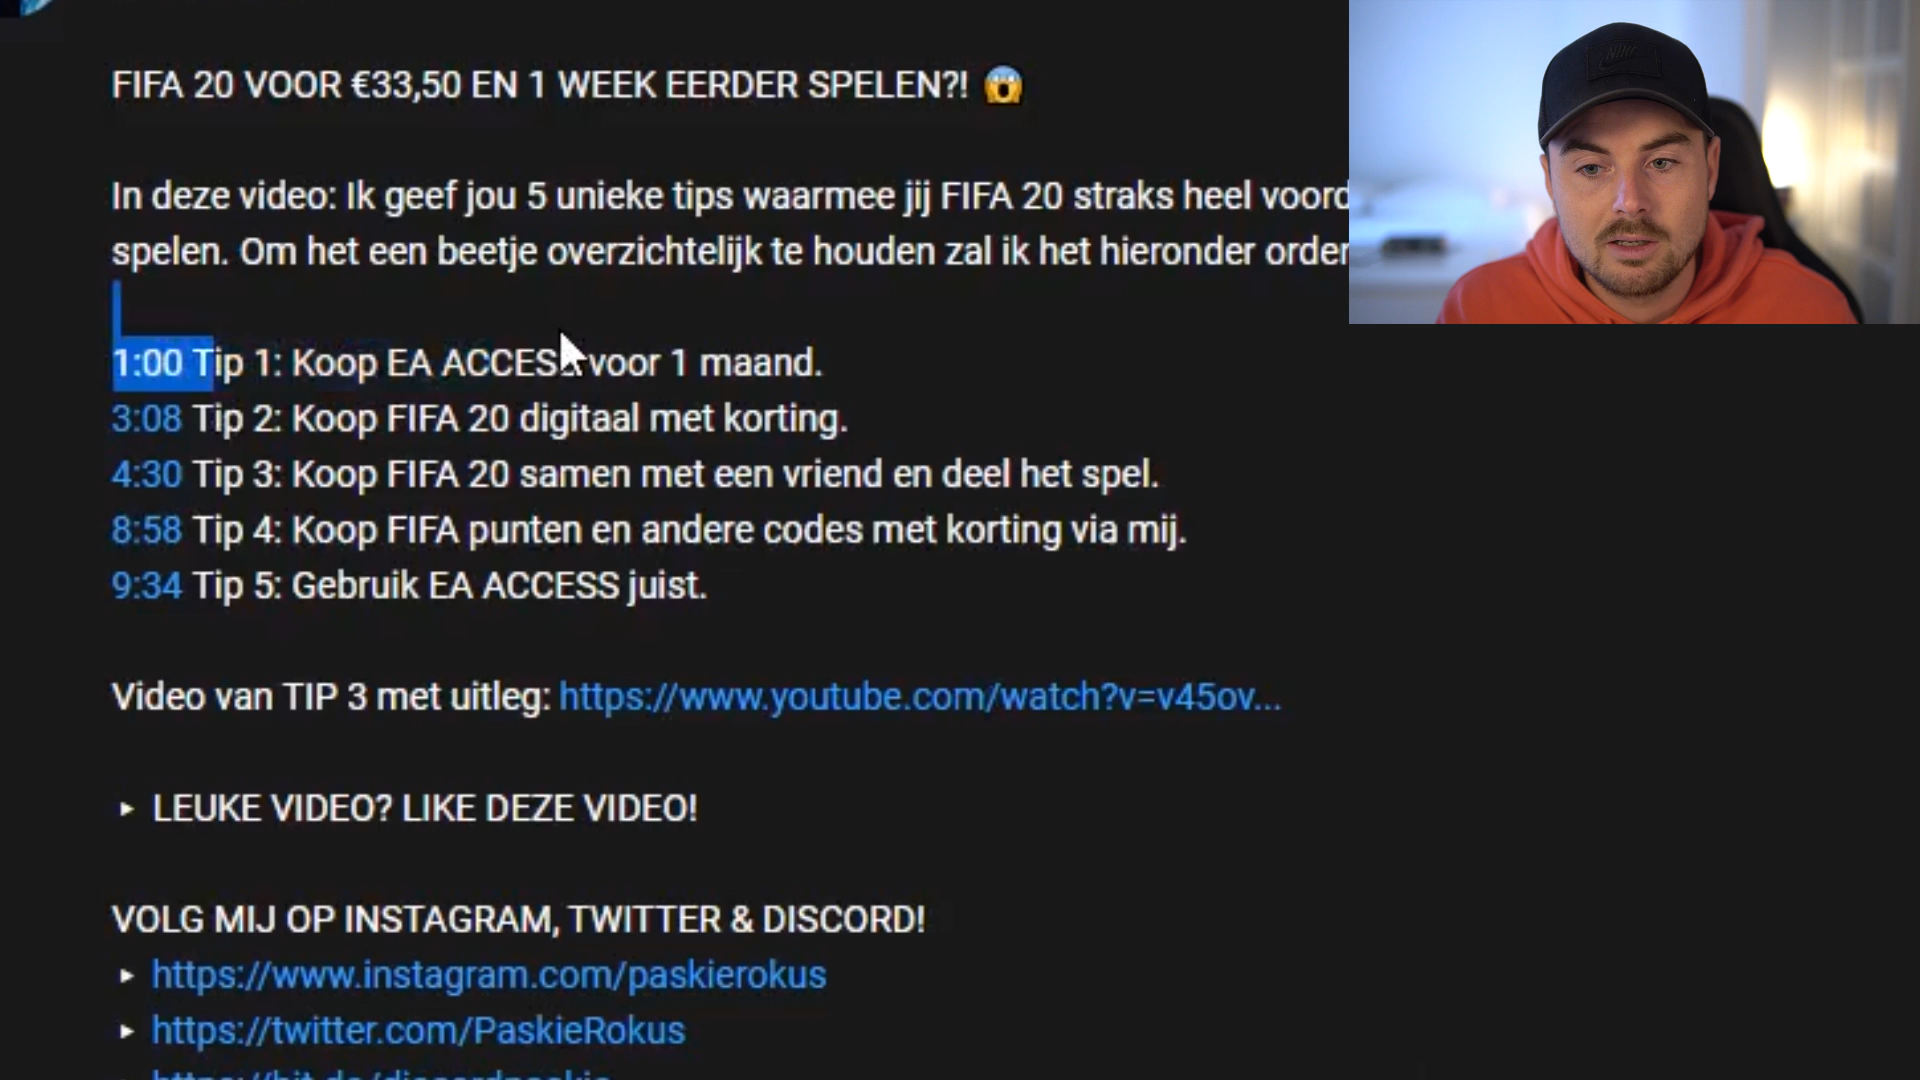 FIFA 20 VOOR €33,50 EN 1 WEEK EERDER SPELEN?! 😱
In deze video: Ik geef jou 5 unieke tips waarmee jij FIFA 20 straks heel
spelen. Om het een beetje overzichtelijk te houden zal ik het hieronder
1:00 Tip 1: Koop EA ACCESS voor 1 maand.
3:08 Tip 2: Koop FIFA 20 digitaal met korting.
4:30 Tip 3: Koop FIFA 20 samen met een vriend en deel het spel.
8:58 Tip 4: Koop FIFA punten en andere codes met korting via mij.
9:34 Tip 5: Gebruik EA ACCESS juist.
Video van TIP 3 met uitleg: https://www.youtube.com/watch?v=v45ov...
► LEUKE VIDEO? LIKE DEZE VIDEO!
VOLG MIJ OP INSTAGRAM, TWITTER & DISCORD!
► https://www.instagram.com/paskierokus
► https://twitter.com/PaskieRokus